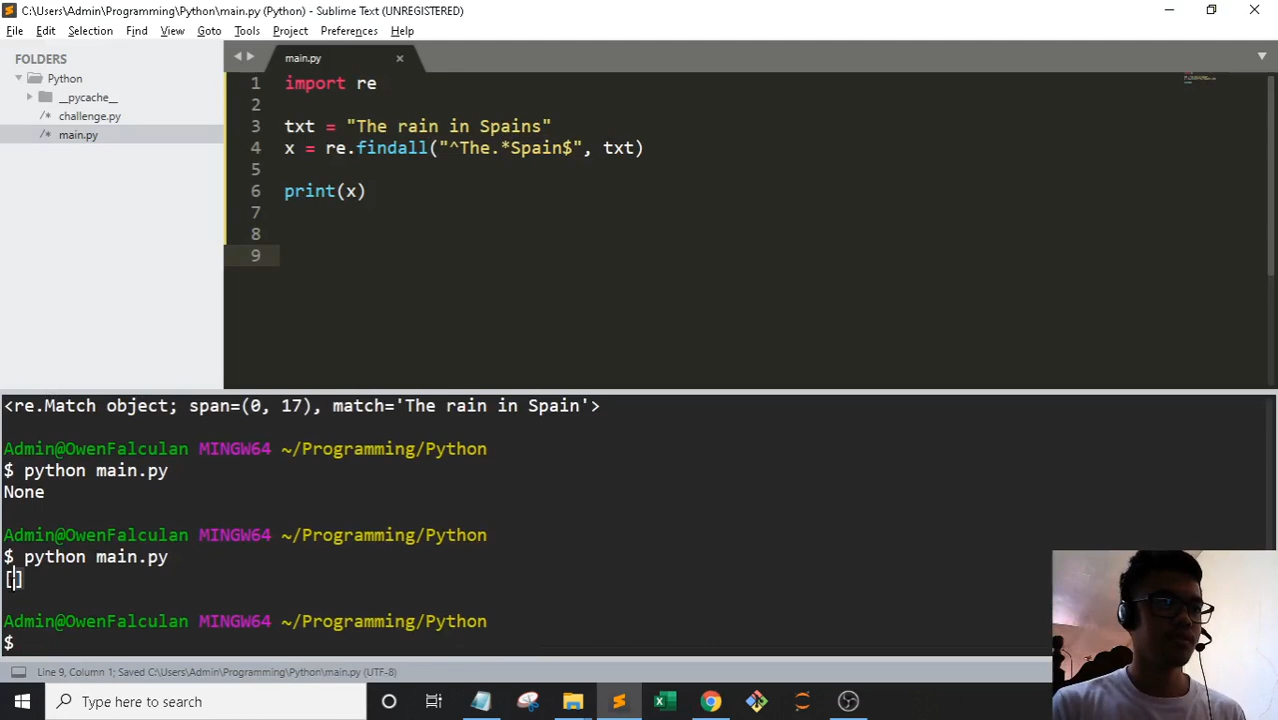 C:\Users\Admin\Programming\Python\main.py (Python) - Sublime Text (UNREGISTERED)
File Edit Selection Find View Goto Tools Project Preferences Help
FOLDERS
Python
__pycache__
/* challenge.py
/* main.py
main.py
1 import re
2
3 txt = "The rain in Spains"
4 x = re.findall("^The.*Spain$", txt)
5
6 print(x)
7
8
9
<re.Match object; span=(0, 17), match='The rain in Spain'>
Admin@OwenFalculan MINGW64 ~/Programming/Python
$ python main.py
None
Admin@OwenFalculan MINGW64 ~/Programming/Python
$ python main.py
[]
Admin@OwenFalculan MINGW64 ~/Programming/Python
$
Line 9, Column 1; Saved C:\Users\Admin\Programming\Python\main.py (UTF-8)
Type here to search